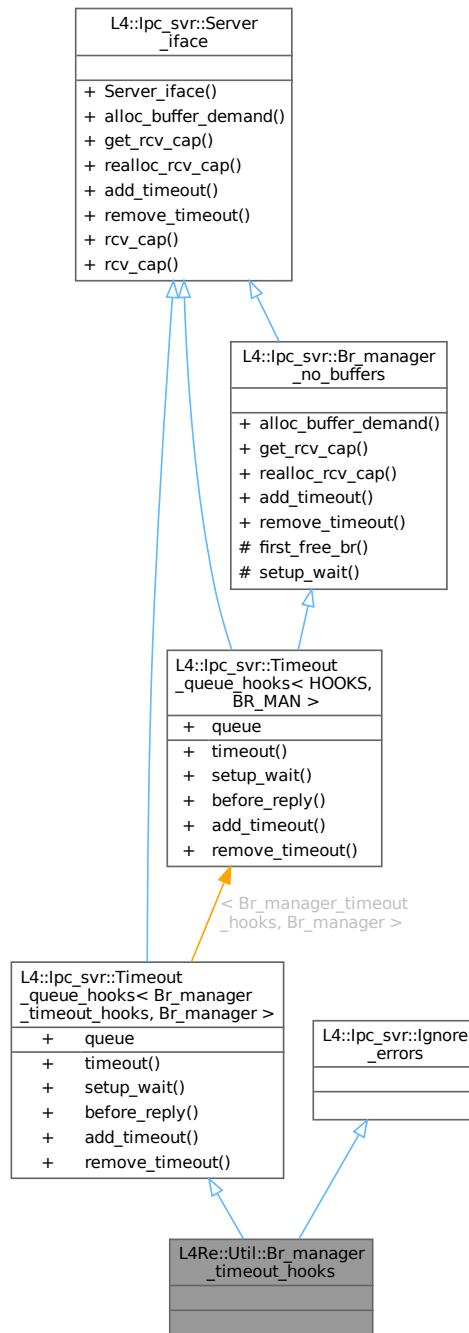 L4::Ipc_svr::Server
_iface
+ Server_iface()
+ alloc_buffer_demand()
+ get_rcv_cap()
+ realloc_rcv_cap()
+ add_timeout()
+ remove_timeout()
+ rcv_cap()
+ rcv_cap()
L4::Ipc_svr::Br_manager
_no_buffers
+ alloc_buffer_demand()
+ get_rcv_cap()
+ realloc_rcv_cap()
+ add_timeout()
+ remove_timeout()
# first_free_br()
# setup_wait()
L4::Ipc_svr::Timeout
_queue_hooks< HOOKS,
BR_MAN >
+ queue
+ timeout()
+ setup_wait()
+ before_reply()
+ add_timeout()
+ remove_timeout()
< Br_manager_timeout
_hooks, Br_manager >
L4::Ipc_svr::Timeout
_queue_hooks< Br_manager
_timeout_hooks, Br_manager >
+ queue
+ timeout()
+ setup_wait()
+ before_reply()
+ add_timeout()
+ remove_timeout()
L4::Ipc_svr::Ignore
_errors
L4Re::Util::Br_manager
_timeout_hooks